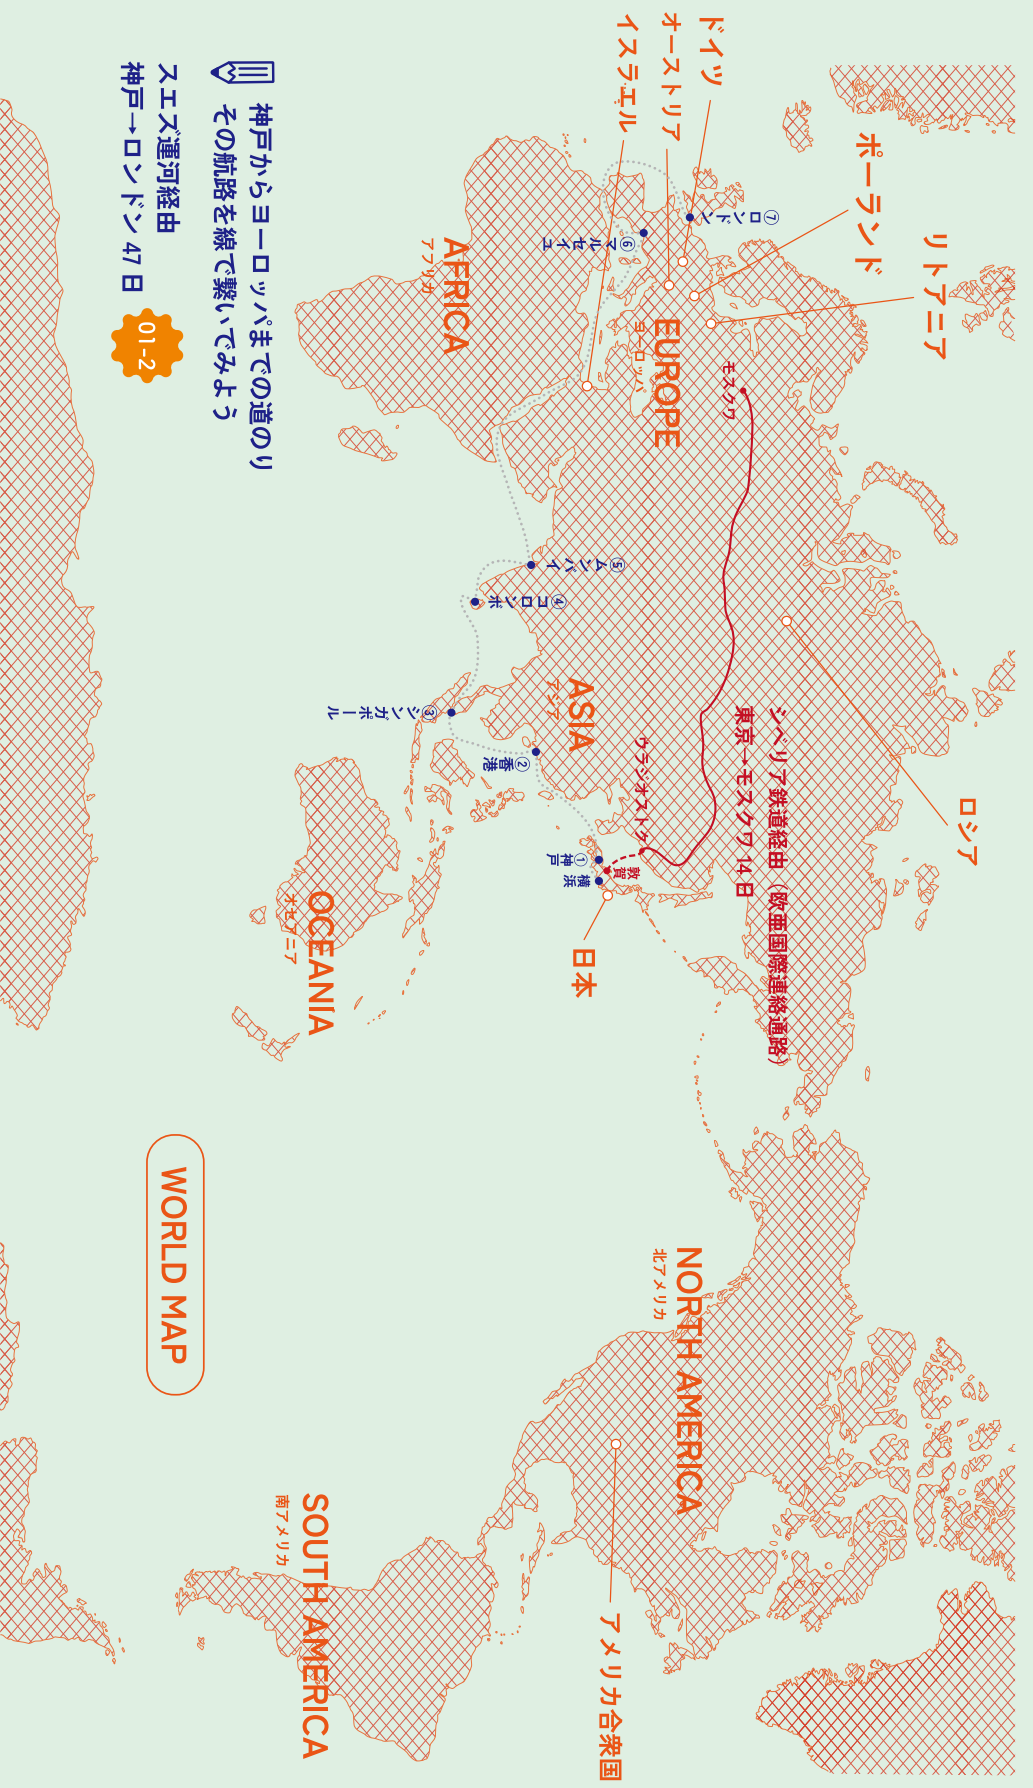 ドイツ
オーストリア
イスラエル
ポーランド
リトアニア
神戸からヨーロッパまでの道のり
その航路を線で繋いでみよう
スエズ運河経由
神戸→ロンドン 47日
01-2
⑦ロンドン
⑥マルセイユ
AFRICA
アフリカ
EUROPE
ヨーロッパ
モスクワ
⑤ムンバイ
④コロンボ
③シンガポール
②香港
①神戸
横浜
敦賀
ウラジオストク
ASIA
アジア
シベリア鉄道経由（欧亜国際連絡通路）
東京→モスクワ 14日
ロシア
日本
OCEANIA
オセアニア
WORLD MAP
NORTH AMERICA
北アメリカ
SOUTH AMERICA
南アメリカ
アメリカ合衆国